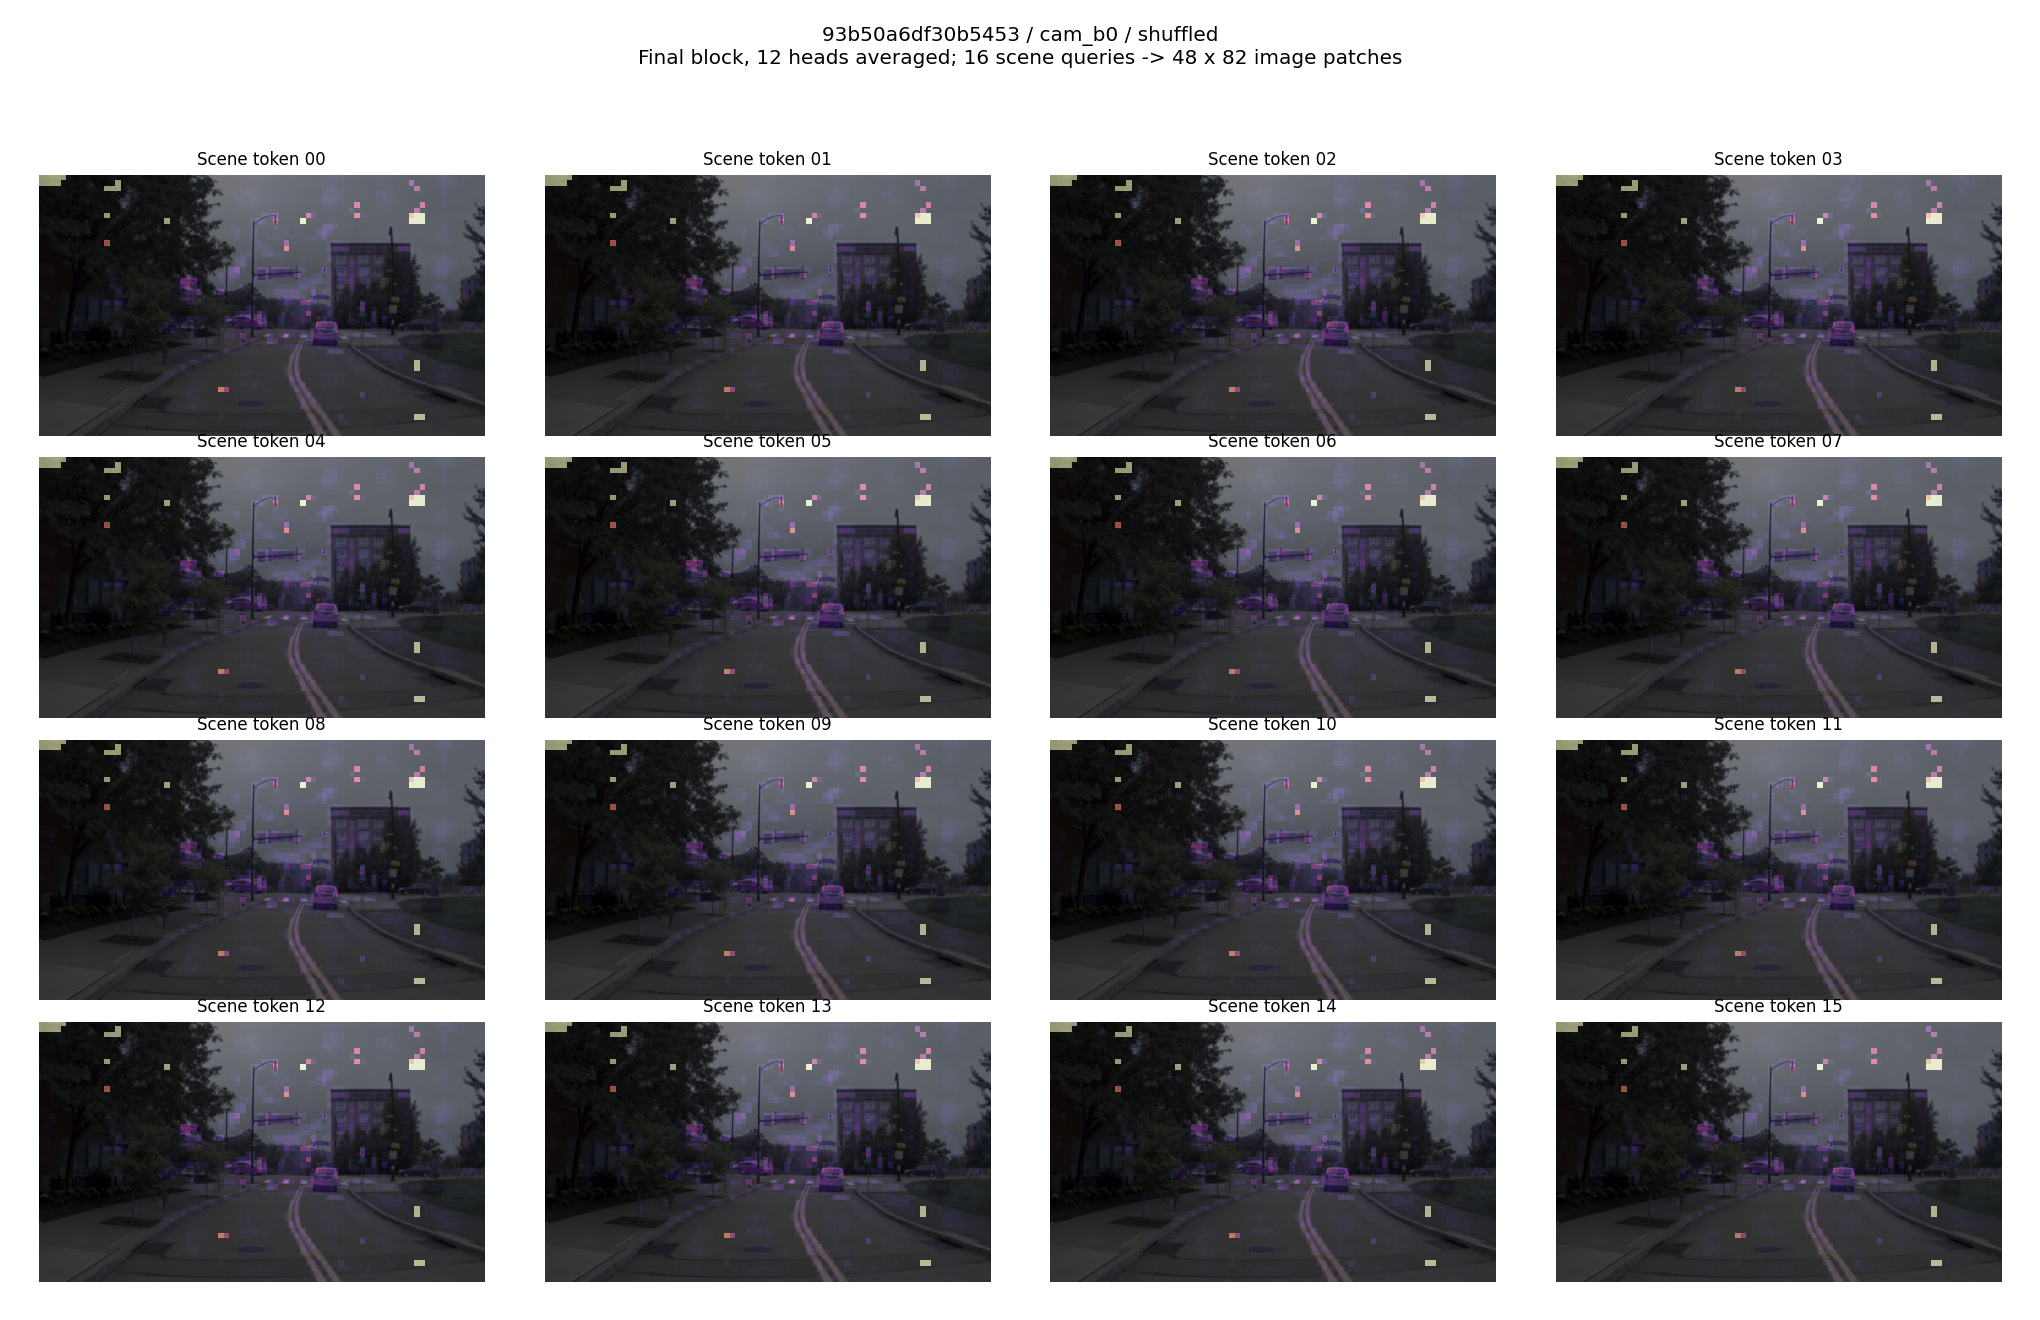 93b50a6df30b5453 / cam_b0 / shuffled
Final block, 12 heads averaged; 16 scene queries -> 48 x 82 image patches
Scene token 00
Scene token 01
Scene token 02
Scene token 03
Scene token 04
Scene token 05
Scene token 06
Scene token 07
Scene token 08
Scene token 09
Scene token 10
Scene token 11
Scene token 12
Scene token 13
Scene token 14
Scene token 15